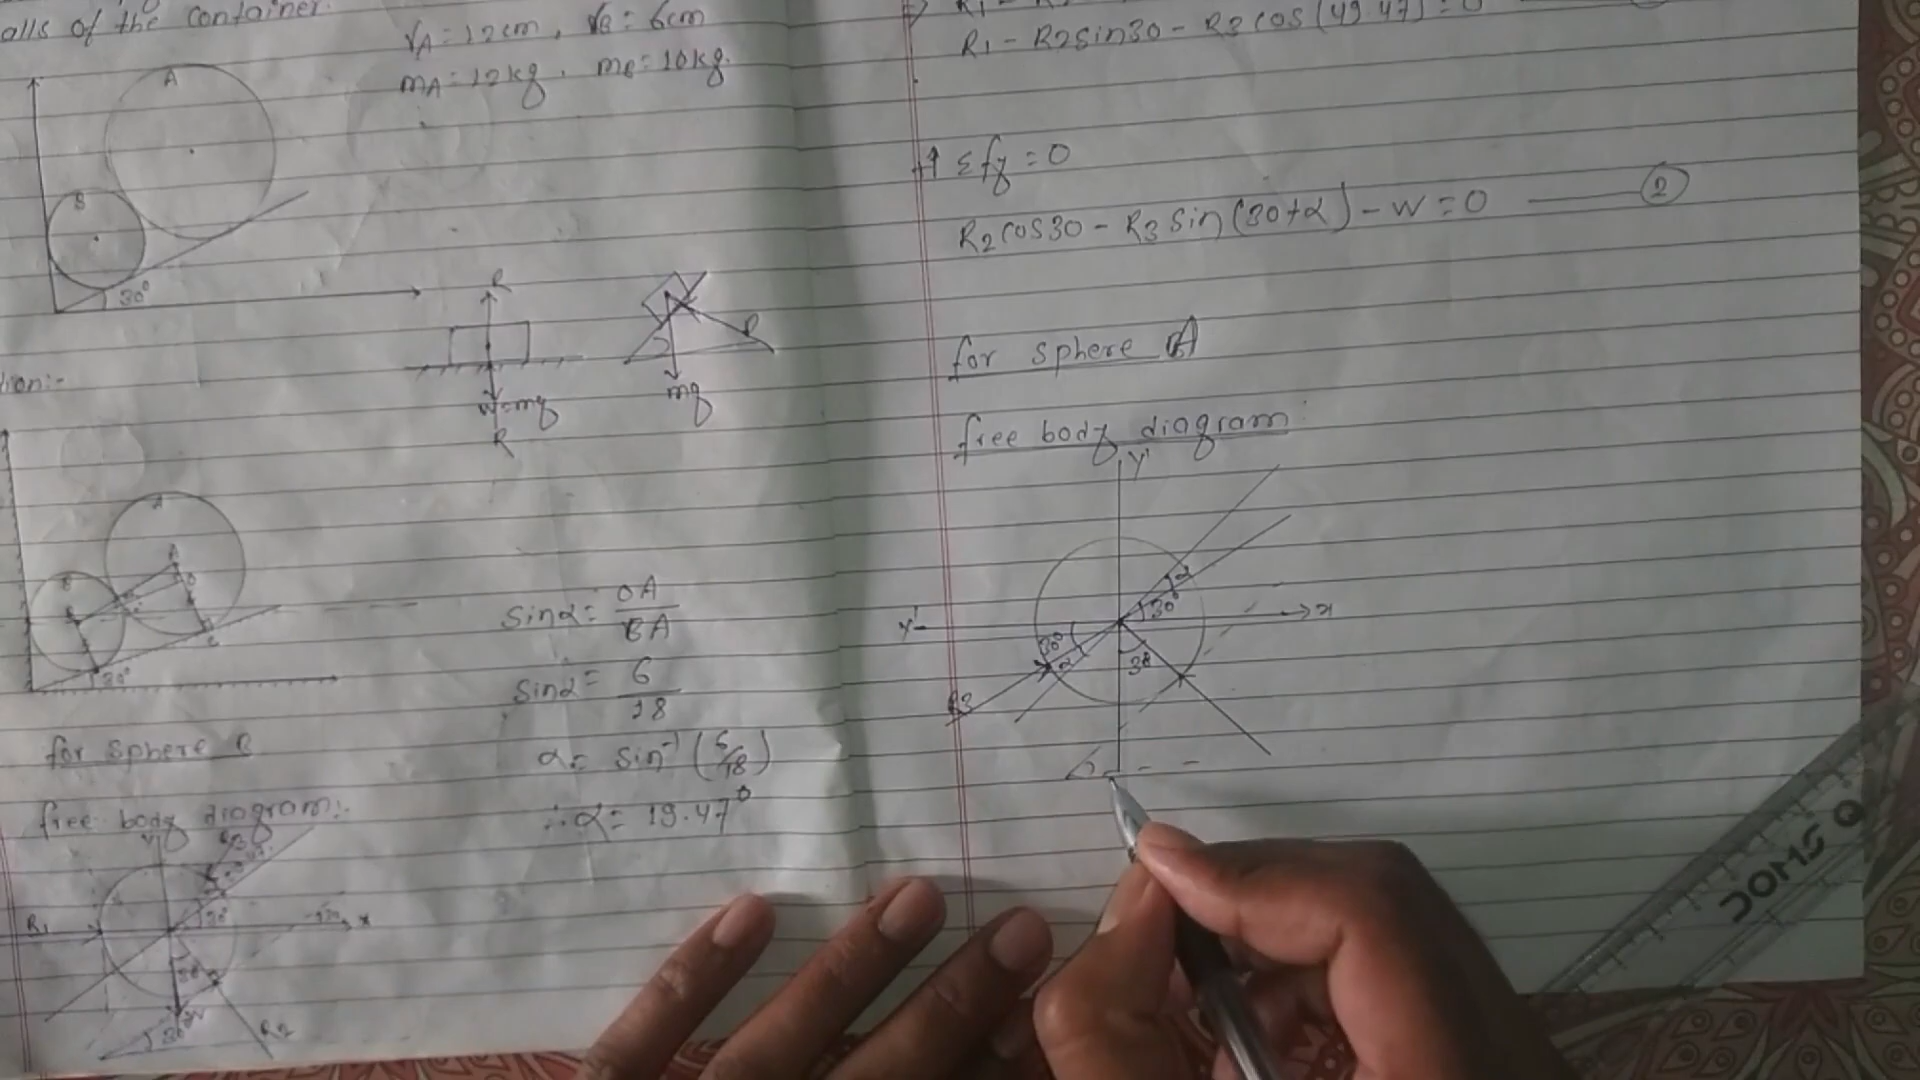 alls of the container.
rA = 12cm, rB = 6cm
mA = 12kg, mB = 10kg.
A
B
30°
R
W=mg
R
R
mg
A
B
A
B
O
C
30°
sinα = OA/BA
sinα = 6/18
α = sin⁻¹(6/18)
∴ α = 19.47°
for sphere B
free body diagram:-
R1
x
R2
30°
R1 - R2sin30 - R3cos(49.47) = 0
↑ Σfy = 0
R2cos30 - R3sin(30+α) - W = 0 —— ②
for sphere A
free body diagram:
Y
α
30°
x
30°
α
R3
DOMS